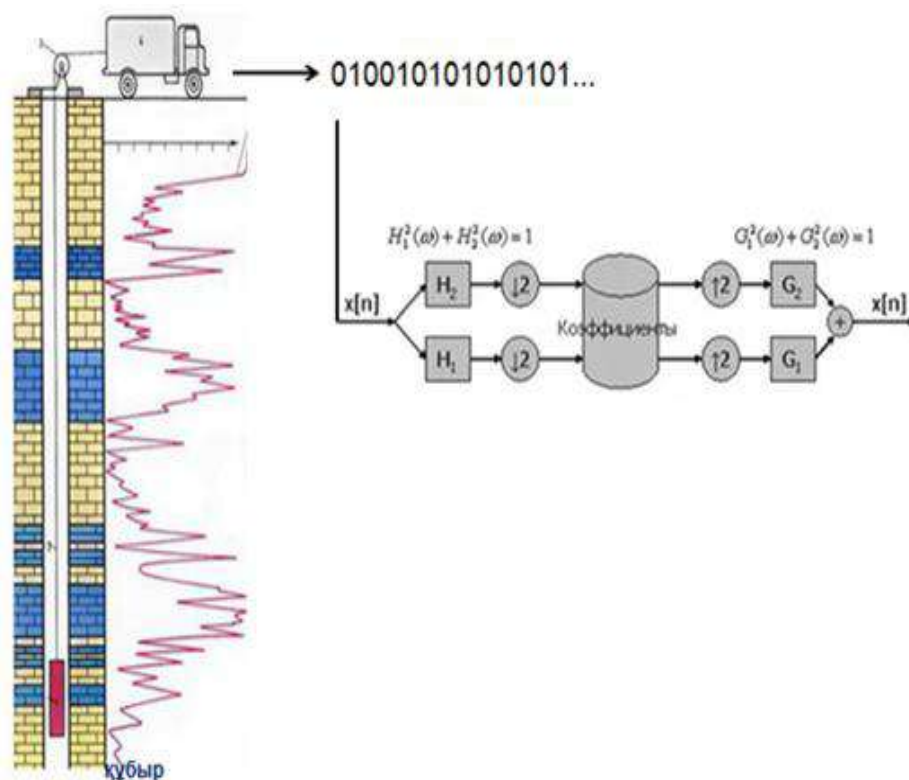 010010101010101...
H₁²(ω) + H₂²(ω) = 1
G₁²(ω) + G₂²(ω) = 1
H₂ ↓2 ↑2 G₂
x[n] Коэффициенты + x[n]
H₁ ↓2 ↑2 G₁
құбыр